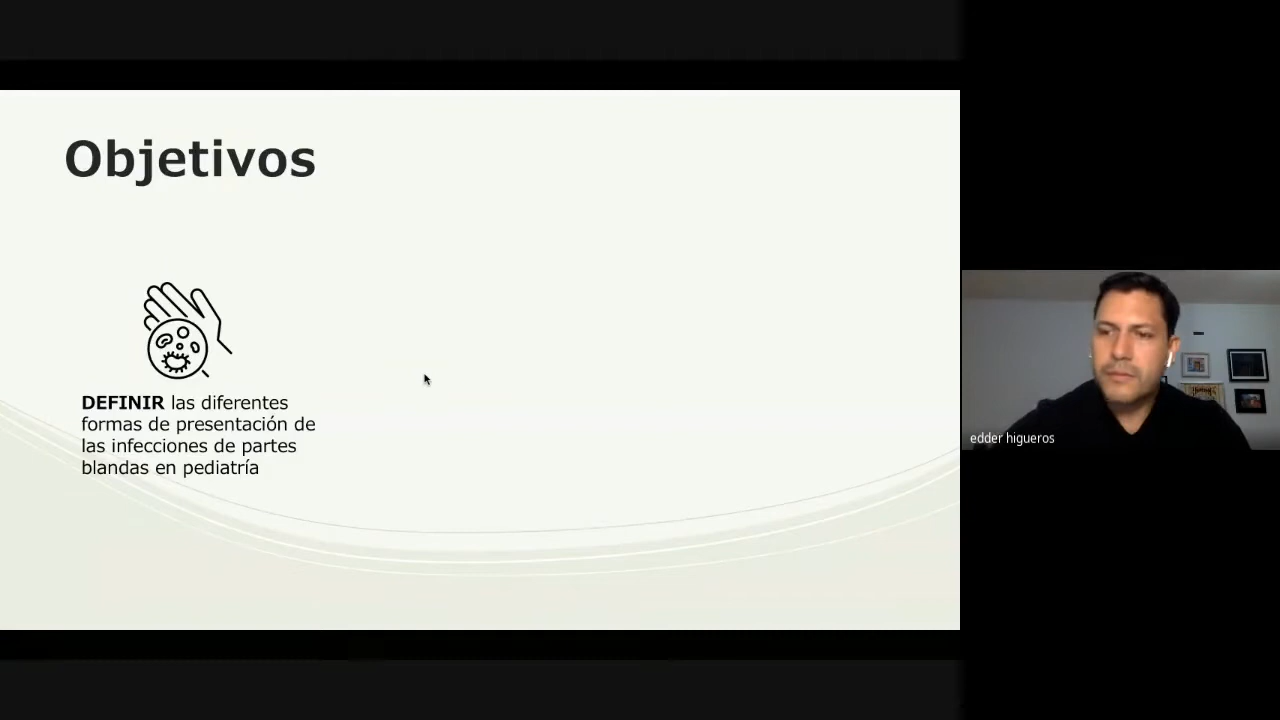 Objetivos
DEFINIR las diferentes
formas de presentación de
las infecciones de partes
blandas en pediatría
edder higueros